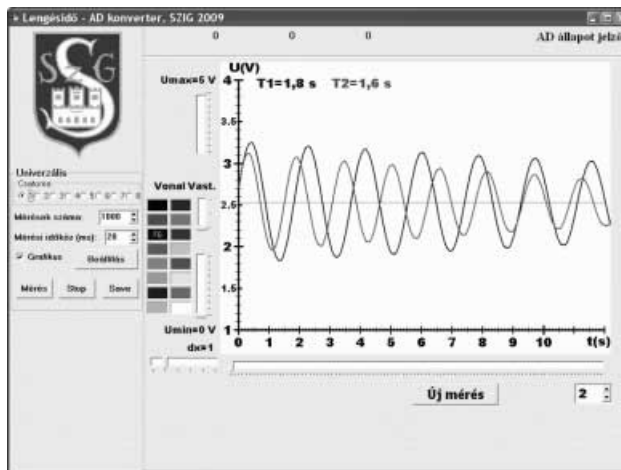 Lengésidő - AD konverter, SZIG 2009
0 0 0 AD állapot jelző
S Z G
Umax=5 V
U(V)
T1=1,8 s T2=1,6 s
4
3.5
3
2.5
2
1.5
1
0 1 2 3 4 5 6 7 8 9 10 t(s)
Vonal Vast.
Umin=0 V
dx=1
Univerzális
Csatorna
Mérések száma: 1000
Mérési időköz (ms): 20
Grafikus Beállítás
Mérés Stop Save
Új mérés 2